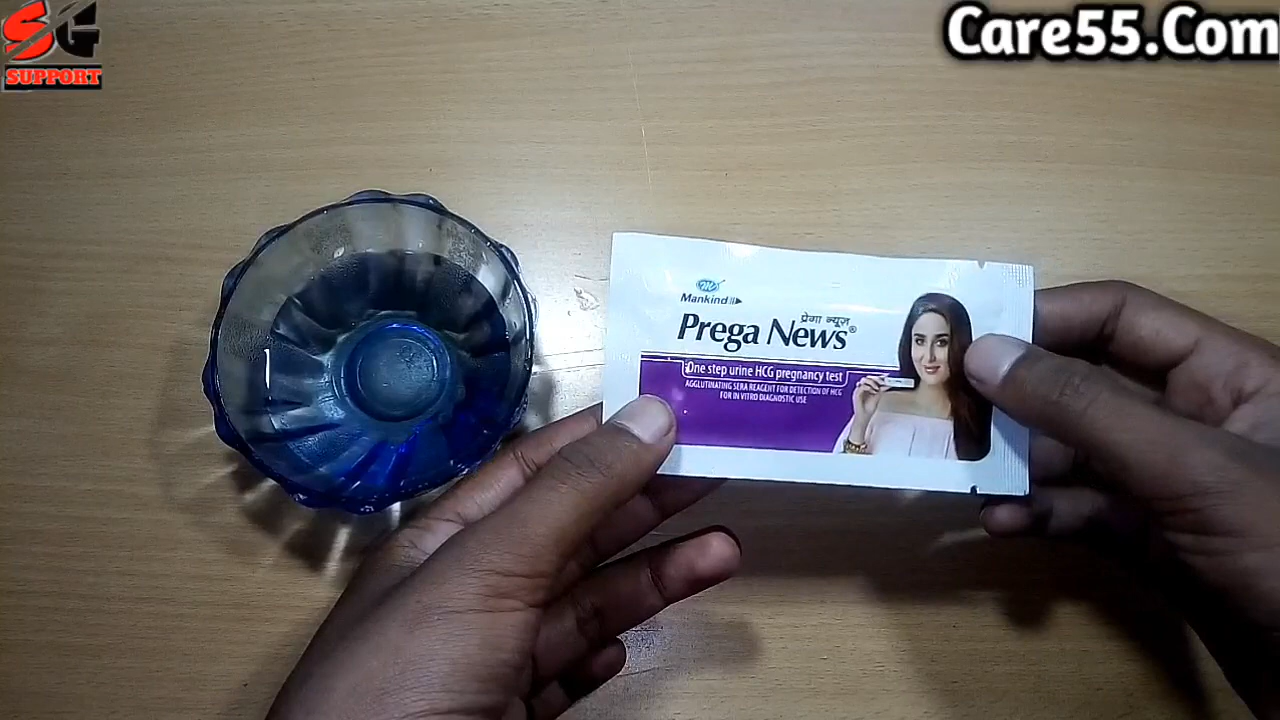 SG
SUPPORT
Care55.Com
Mankind
प्रेगा न्यूज़
Prega News®
One step urine HCG pregnancy test
AGGLUTINATING SERA REAGENT FOR DETECTION OF HCG
FOR IN VITRO DIAGNOSTIC USE